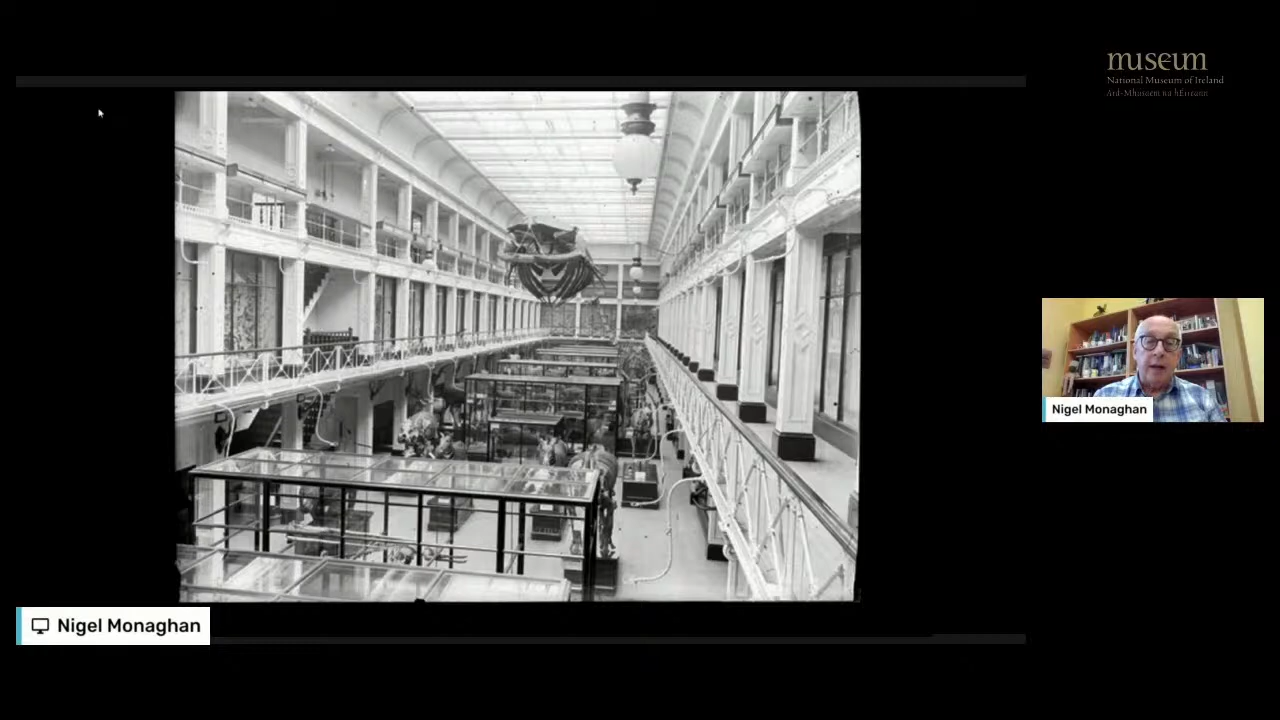 museum
National Museum of Ireland
Ard-Mhúsaem na hÉireann
Nigel Monaghan
Nigel Monaghan